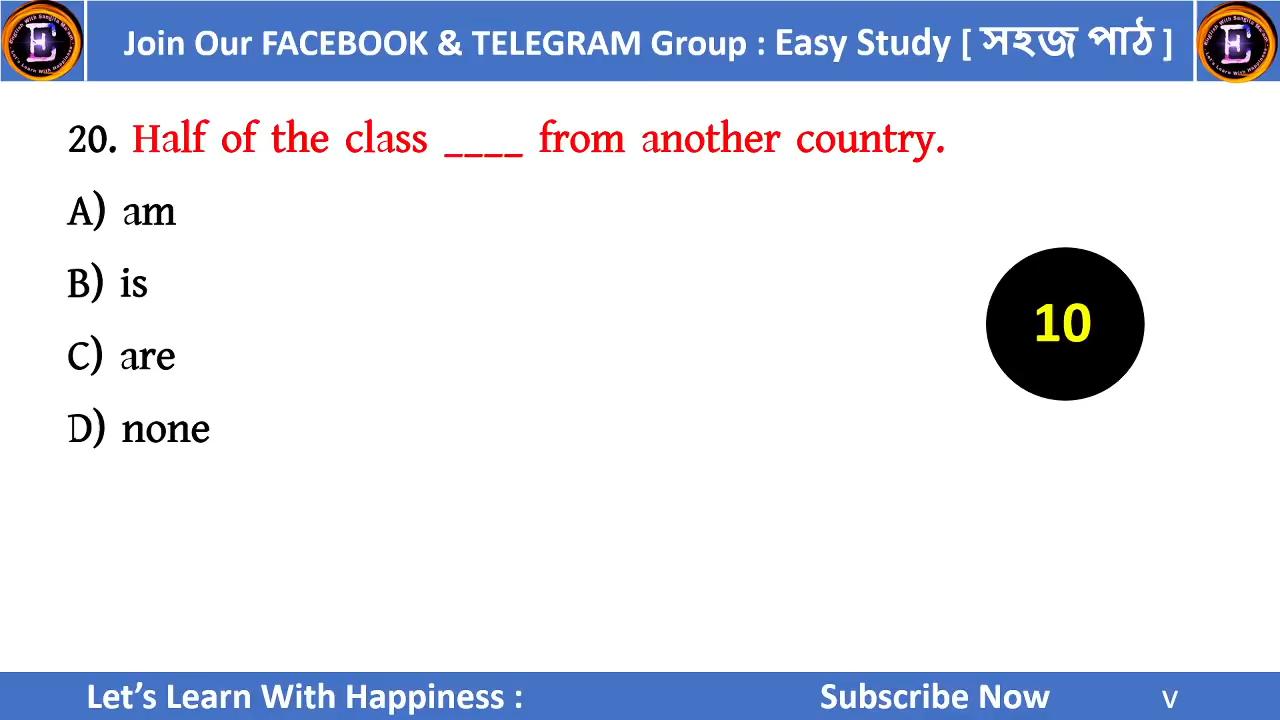 Join Our FACEBOOK & TELEGRAM Group : Easy Study [ সহজ পাঠ ]
20. Half of the class ____ from another country.
A) am
B) is
C) are
D) none
10
Let's Learn With Happiness :
Subscribe Now
v